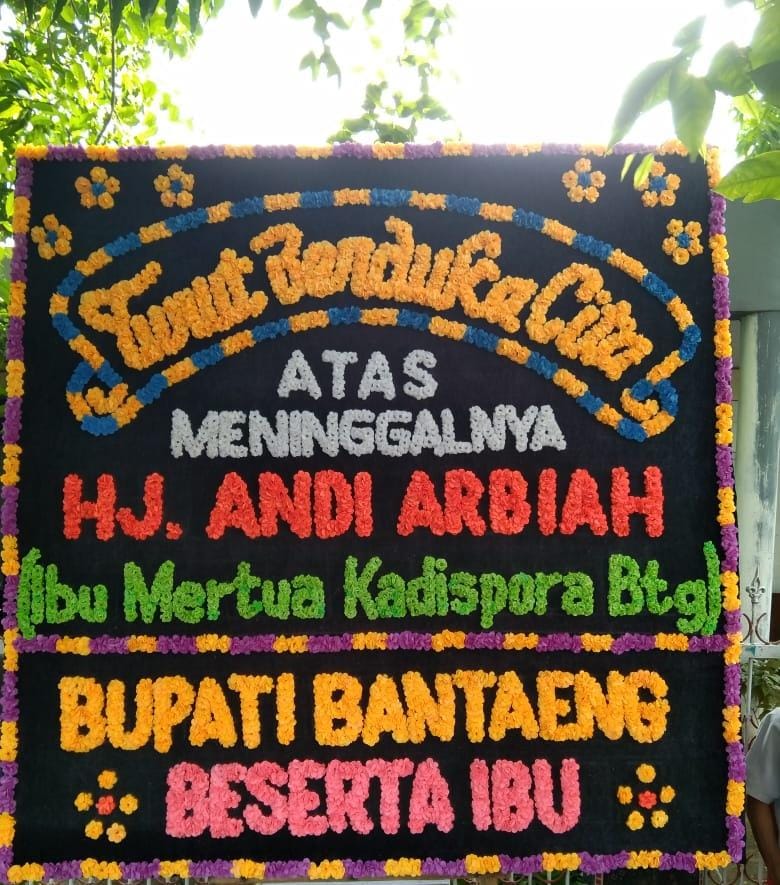 Turut Berduka Cita
ATAS
MENINGGALNYA
HJ. ANDI ARBIAH
(Ibu Mertua Kadispora Btg)
BUPATI BANTAENG
BESERTA IBU